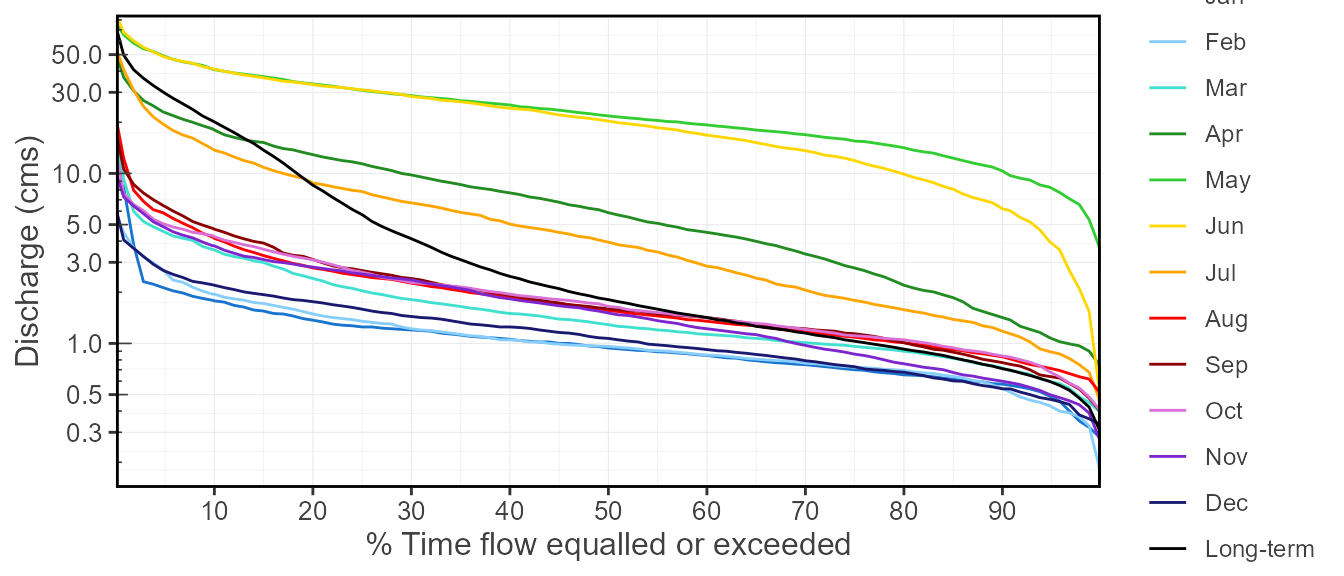 Jan
50.0
30.0
10.0
5.0
3.0
1.0
0.5
0.3
Discharge (cms)
10 20 30 40 50 60 70 80 90
% Time flow equalled or exceeded
Feb
Mar
Apr
May
Jun
Jul
Aug
Sep
Oct
Nov
Dec
Long-term